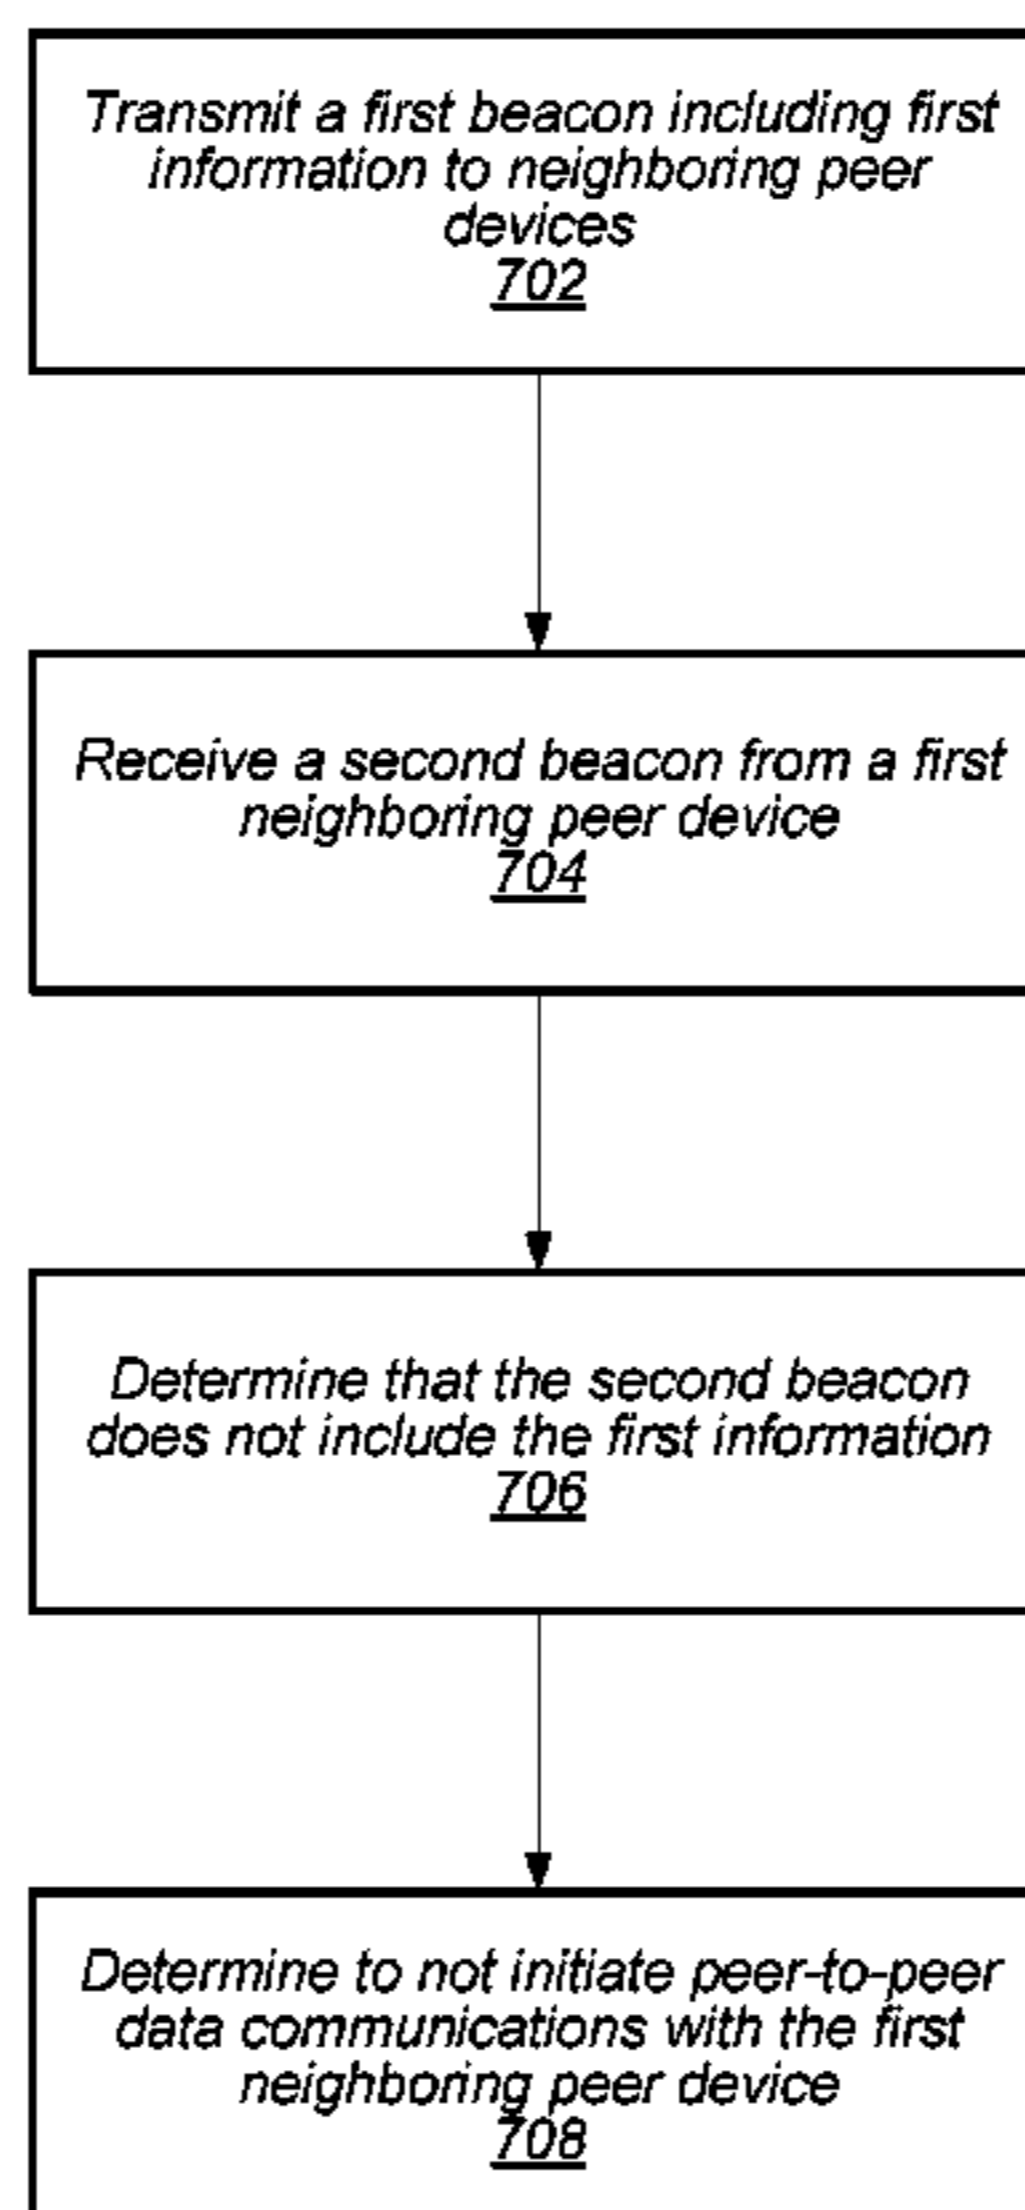 Transmit a first beacon including first
information to neighboring peer
devices
702
Receive a second beacon from a first
neighboring peer device
704
Determine that the second beacon
does not include the first information
706
Determine to not initiate peer-to-peer
data communications with the first
neighboring peer device
708